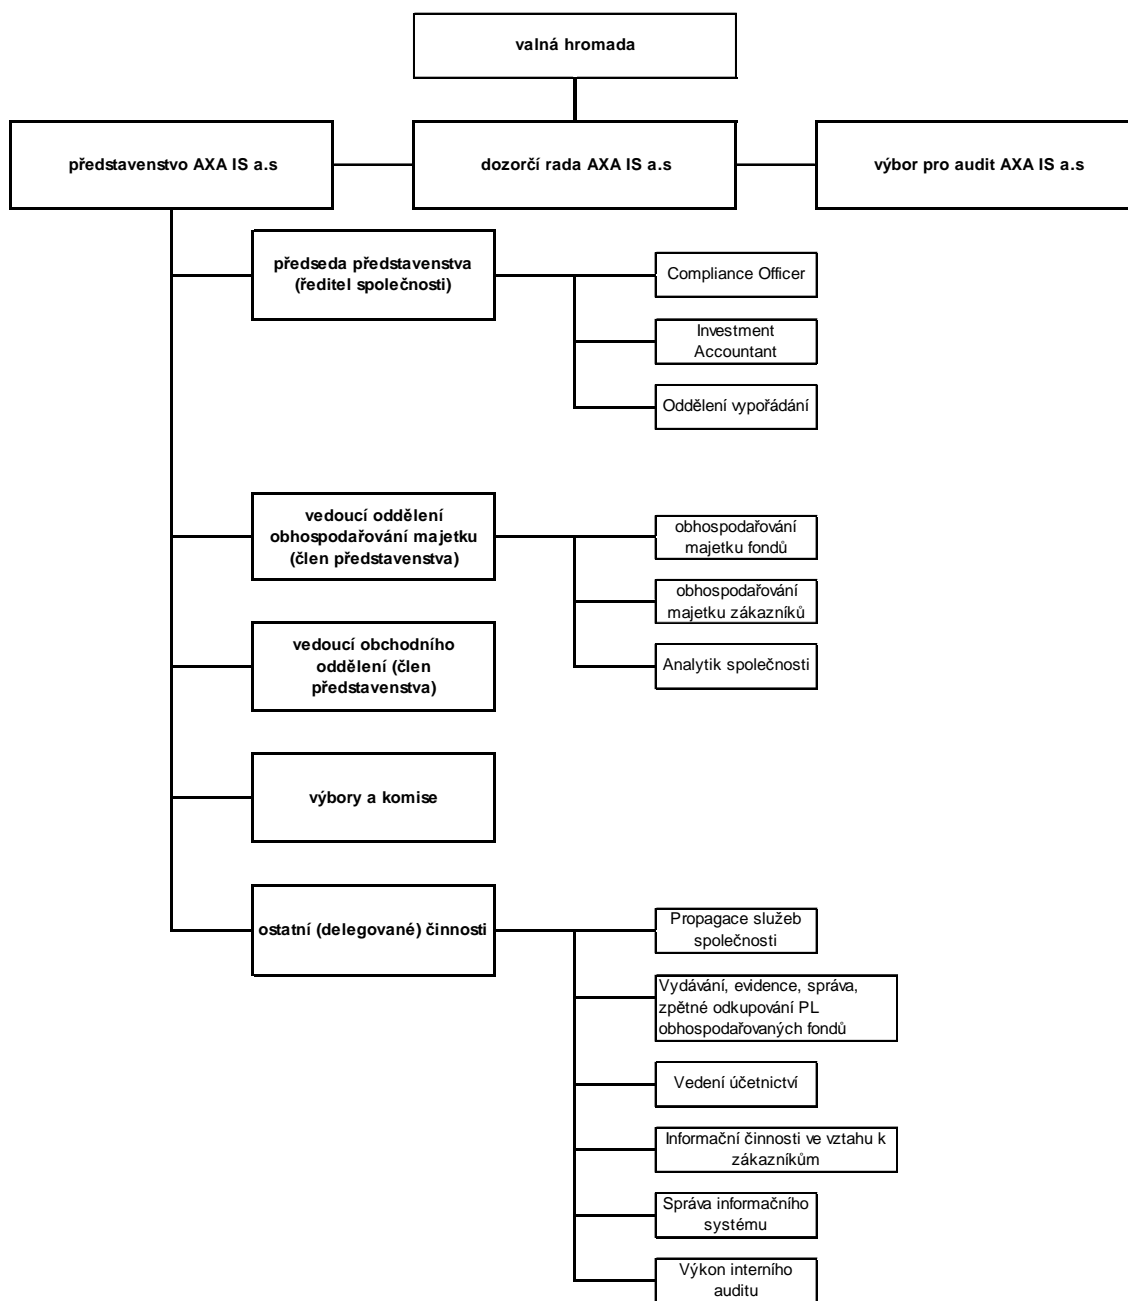 valná hromada
představenstvo AXA IS a.s
dozorčí rada AXA IS a.s
výbor pro audit AXA IS a.s
předseda představenstva
(ředitel společnosti)
Compliance Officer
Investment
Accountant
Oddělení vypořádání
vedoucí oddělení
obhospodařování majetku
(člen představenstva)
obhospodařování
majetku fondů
obhospodařování
majetku zákazníků
Analytik společnosti
vedoucí obchodního
oddělení (člen
představenstva)
výbory a komise
ostatní (delegované) činnosti
Propagace služeb
společnosti
Vydávání, evidence, správa,
zpětné odkupování PL
obhospodařovaných fondů
Vedení účetnictví
Informační činnosti ve vztahu k
zákazníkům
Správa informačního
systému
Výkon interního
auditu